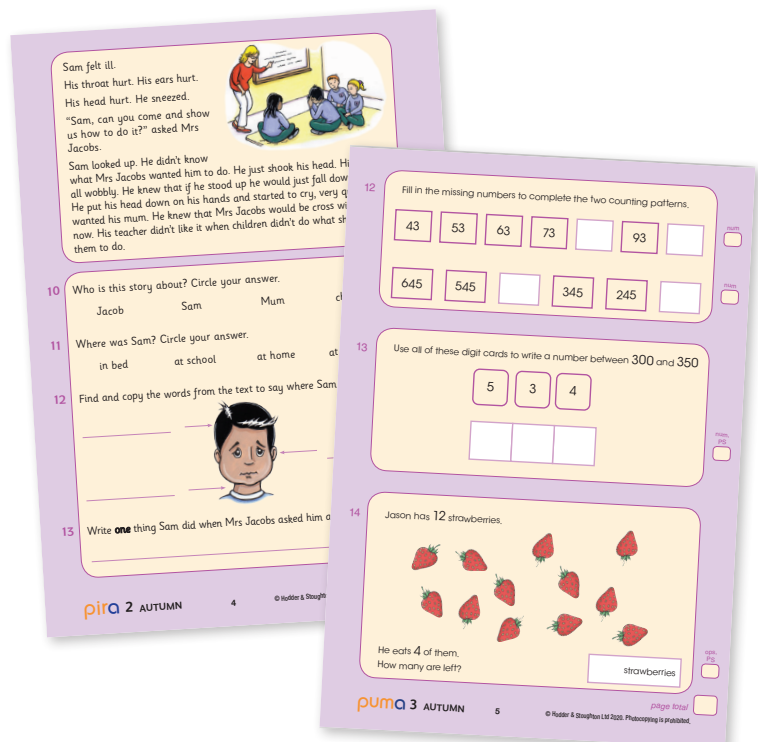 Sam felt ill.
His throat hurt. His ears hurt.
His head hurt. He sneezed.
“Sam, can you come and show
us how to do it?” asked Mrs
Jacobs.
Sam looked up. He didn't know
what Mrs Jacobs wanted him to do. He just shook his head.
all wobbly. He knew that if he stood up he would just fall
He put his head down on his hands and started to cry, very
wanted his mum. He knew that Mrs Jacobs would be cross
now. His teacher didn't like it when children didn't do what
them to do.
10 Who is this story about? Circle your answer.
Jacob Sam Mum
11 Where was Sam? Circle your answer.
in bed at school at home at
12 Find and copy the words from the text to say where Sam
13 Write one thing Sam did when Mrs Jacobs asked him
pira 2 AUTUMN 4 © Hodder &
12 Fill in the missing numbers to complete the two counting patterns.
43 53 63 73 93
num
645 545 345 245
num
13 Use all of these digit cards to write a number between 300 and 350
5 3 4
num,
PS
14 Jason has 12 strawberries.
He eats 4 of them.
How many are left?
strawberries
ops,
PS
page total
puma 3 AUTUMN 5 © Hodder & Stoughton Ltd 2020. Photocopying is prohibited.